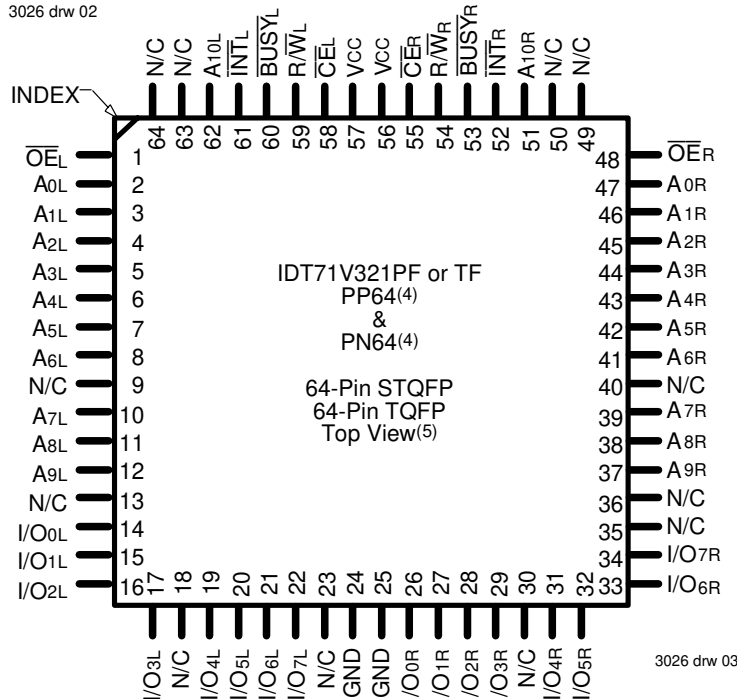 3026 drw 02
N/C
N/C
A10L
INTL
BUSYL
R/WL
CEL
VCC
VCC
CER
R/WR
BUSYR
INTR
A10R
N/C
N/C
INDEX
64
63
62
61
60
59
58
57
56
55
54
53
52
51
50
49
OEL 1
A0L 2
A1L 3
A2L 4
A3L 5
A4L 6
A5L 7
A6L 8
N/C 9
A7L 10
A8L 11
A9L 12
N/C 13
I/O0L 14
I/O1L 15
I/O2L 16
IDT71V321PF or TF
PP64(4)
&
PN64(4)
64-Pin STQFP
64-Pin TQFP
Top View(5)
48 OER
47 A0R
46 A1R
45 A2R
44 A3R
43 A4R
42 A5R
41 A6R
40 N/C
39 A7R
38 A8R
37 A9R
36 N/C
35 N/C
34 I/O7R
33 I/O6R
17
18
19
20
21
22
23
24
25
26
27
28
29
30
31
32
I/O3L
N/C
I/O4L
I/O5L
I/O6L
I/O7L
N/C
GND
GND
/O0R
/O1R
/O2R
/O3R
N/C
I/O4R
I/O5R
3026 drw 03